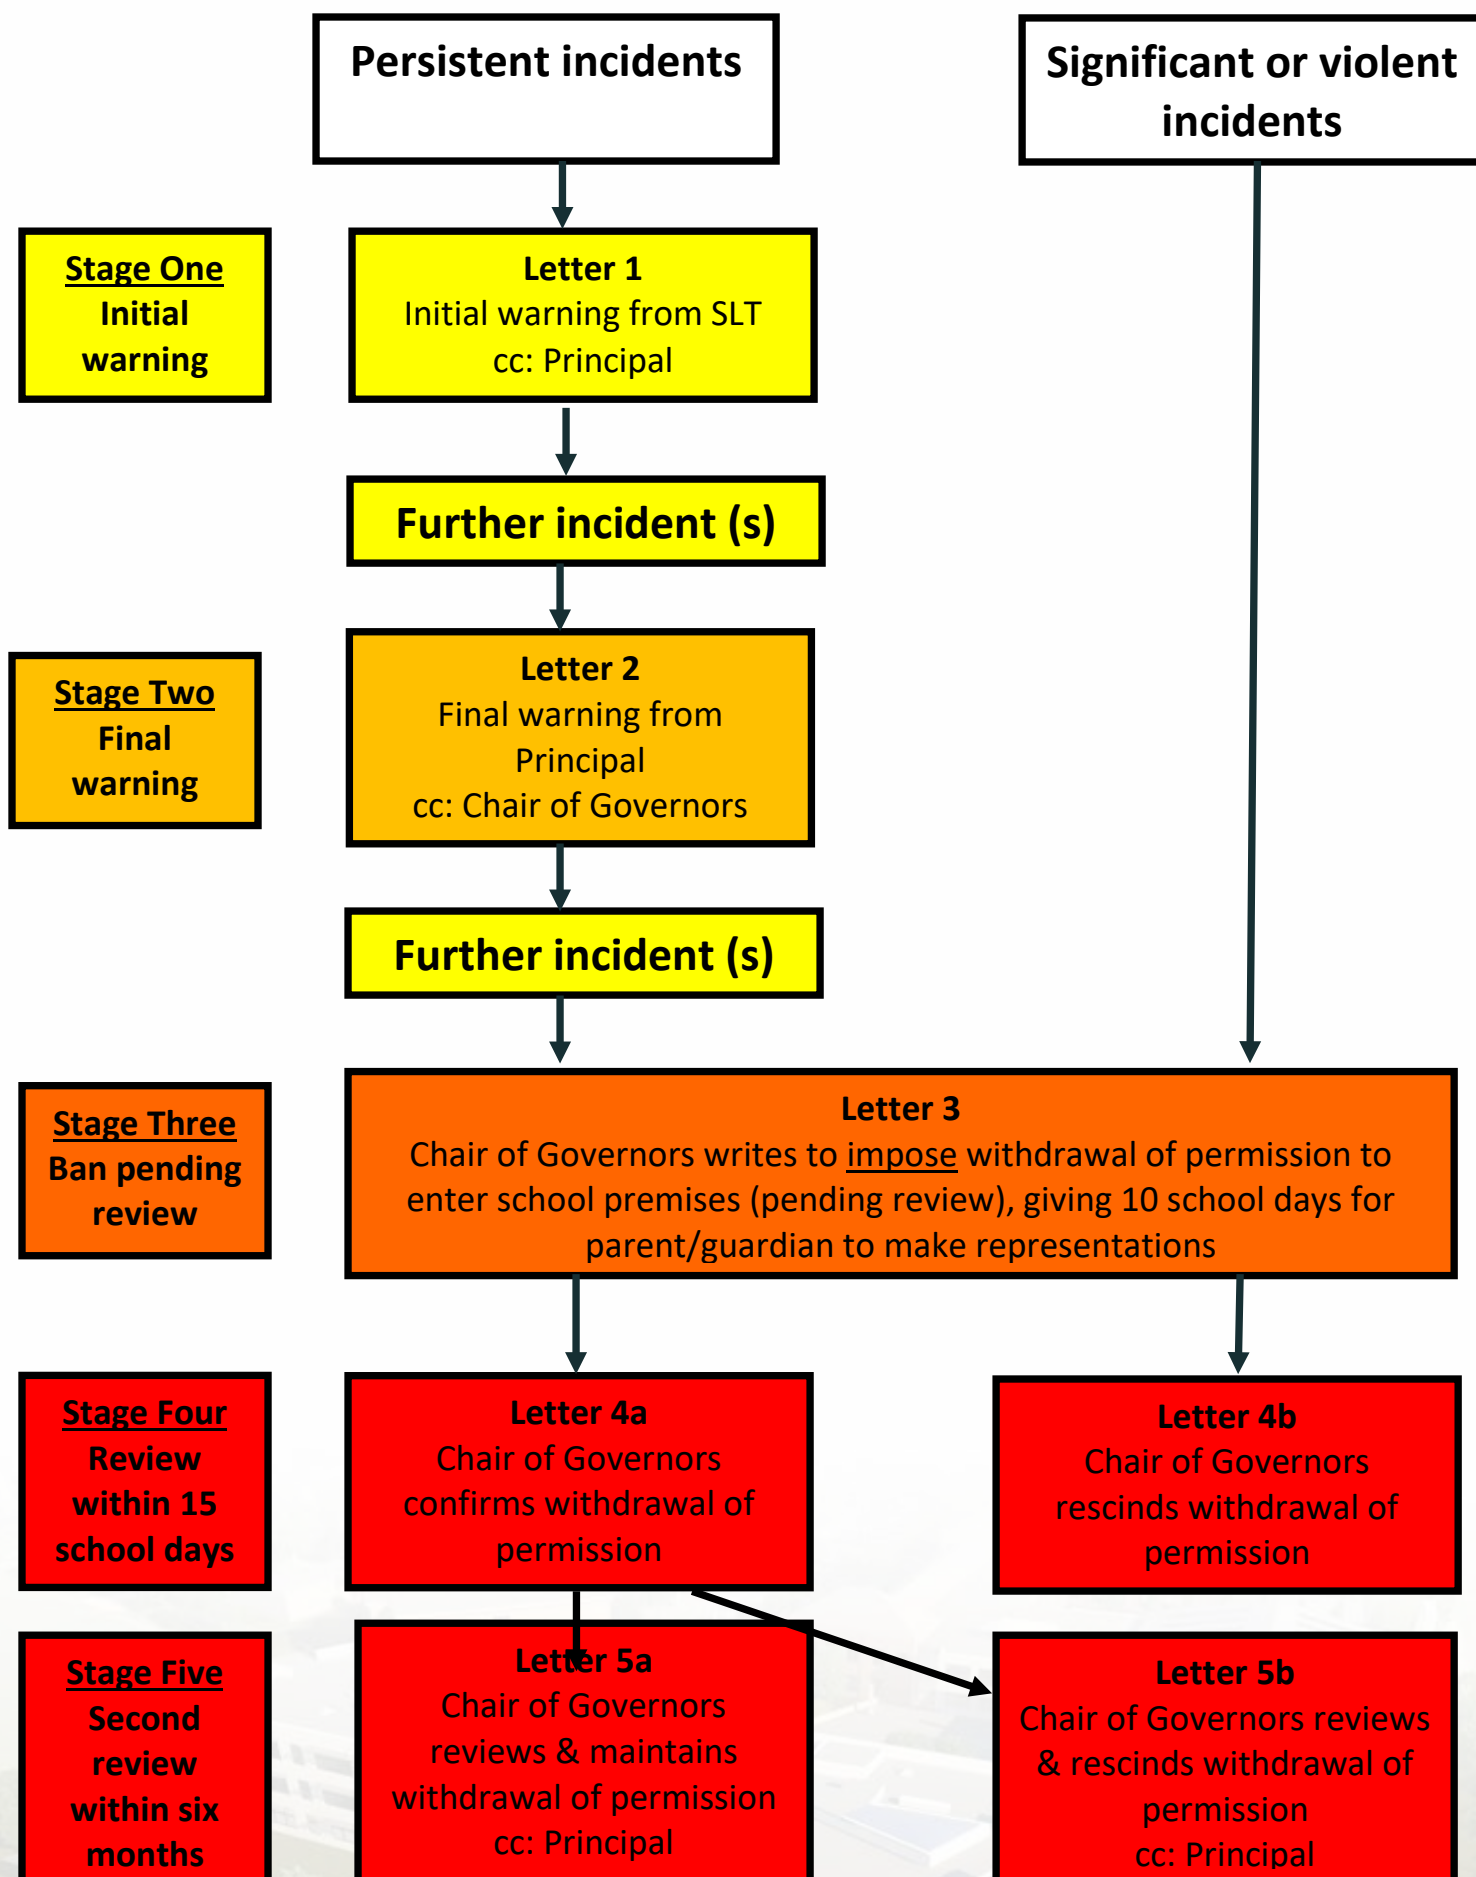 Persistent incidents
Significant or violent
incidents
Stage One
Initial
warning
Letter 1
Initial warning from SLT
cc: Principal
Further incident (s)
Stage Two
Final
warning
Letter 2
Final warning from
Principal
cc: Chair of Governors
Further incident (s)
Stage Three
Ban pending
review
Letter 3
Chair of Governors writes to impose withdrawal of permission to
enter school premises (pending review), giving 10 school days for
parent/guardian to make representations
Stage Four
Review
within 15
school days
Letter 4a
Chair of Governors
confirms withdrawal of
permission
Letter 4b
Chair of Governors
rescinds withdrawal of
permission
Stage Five
Second
review
within six
months
Letter 5a
Chair of Governors
reviews & maintains
withdrawal of permission
cc: Principal
Letter 5b
Chair of Governors reviews
& rescinds withdrawal of
permission
cc: Principal